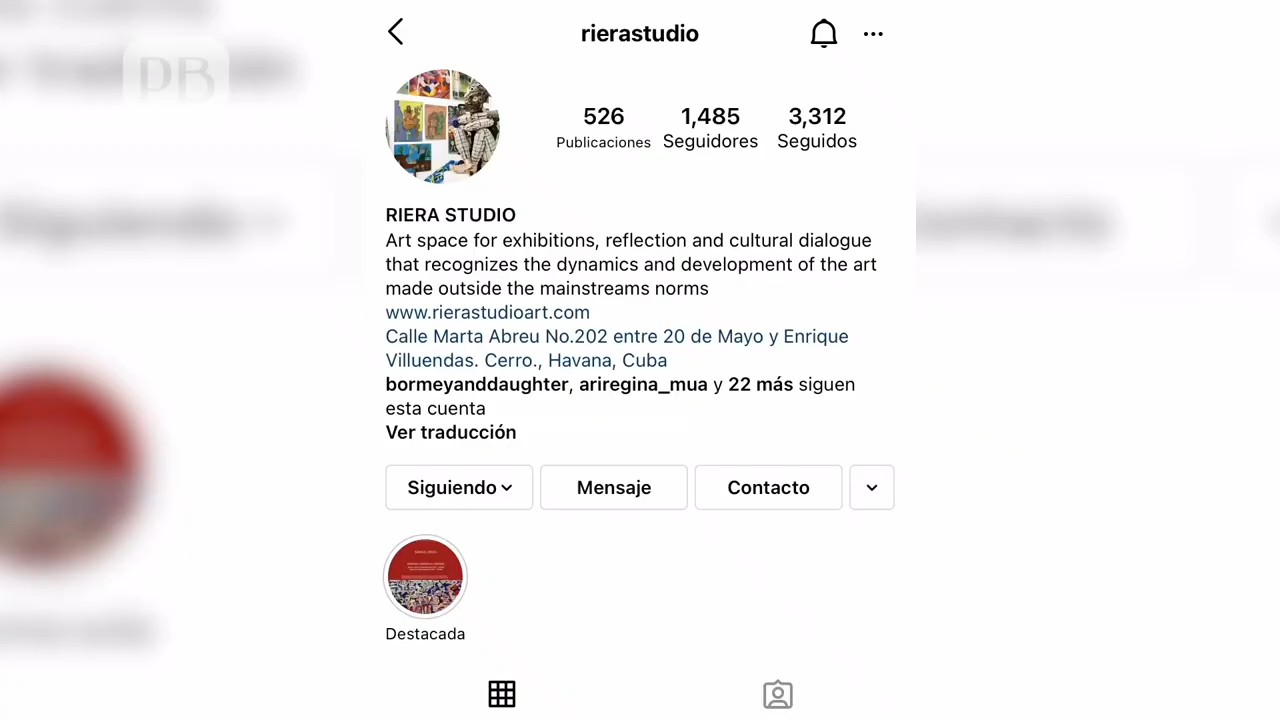 rierastudio
526
1,485
3,312
Publicaciones
Seguidores
Seguidos
RIERA STUDIO
Art space for exhibitions, reflection and cultural dialogue
that recognizes the dynamics and development of the art
made outside the mainstreams norms
www.rierastudioart.com
Calle Marta Abreu No.202 entre 20 de Mayo y Enrique
Villuendas. Cerro., Havana, Cuba
bormeyanddaughter, ariregina_mua y 22 más siguen
esta cuenta
Ver traducción
Siguiendo
Mensaje
Contacto
Destacada